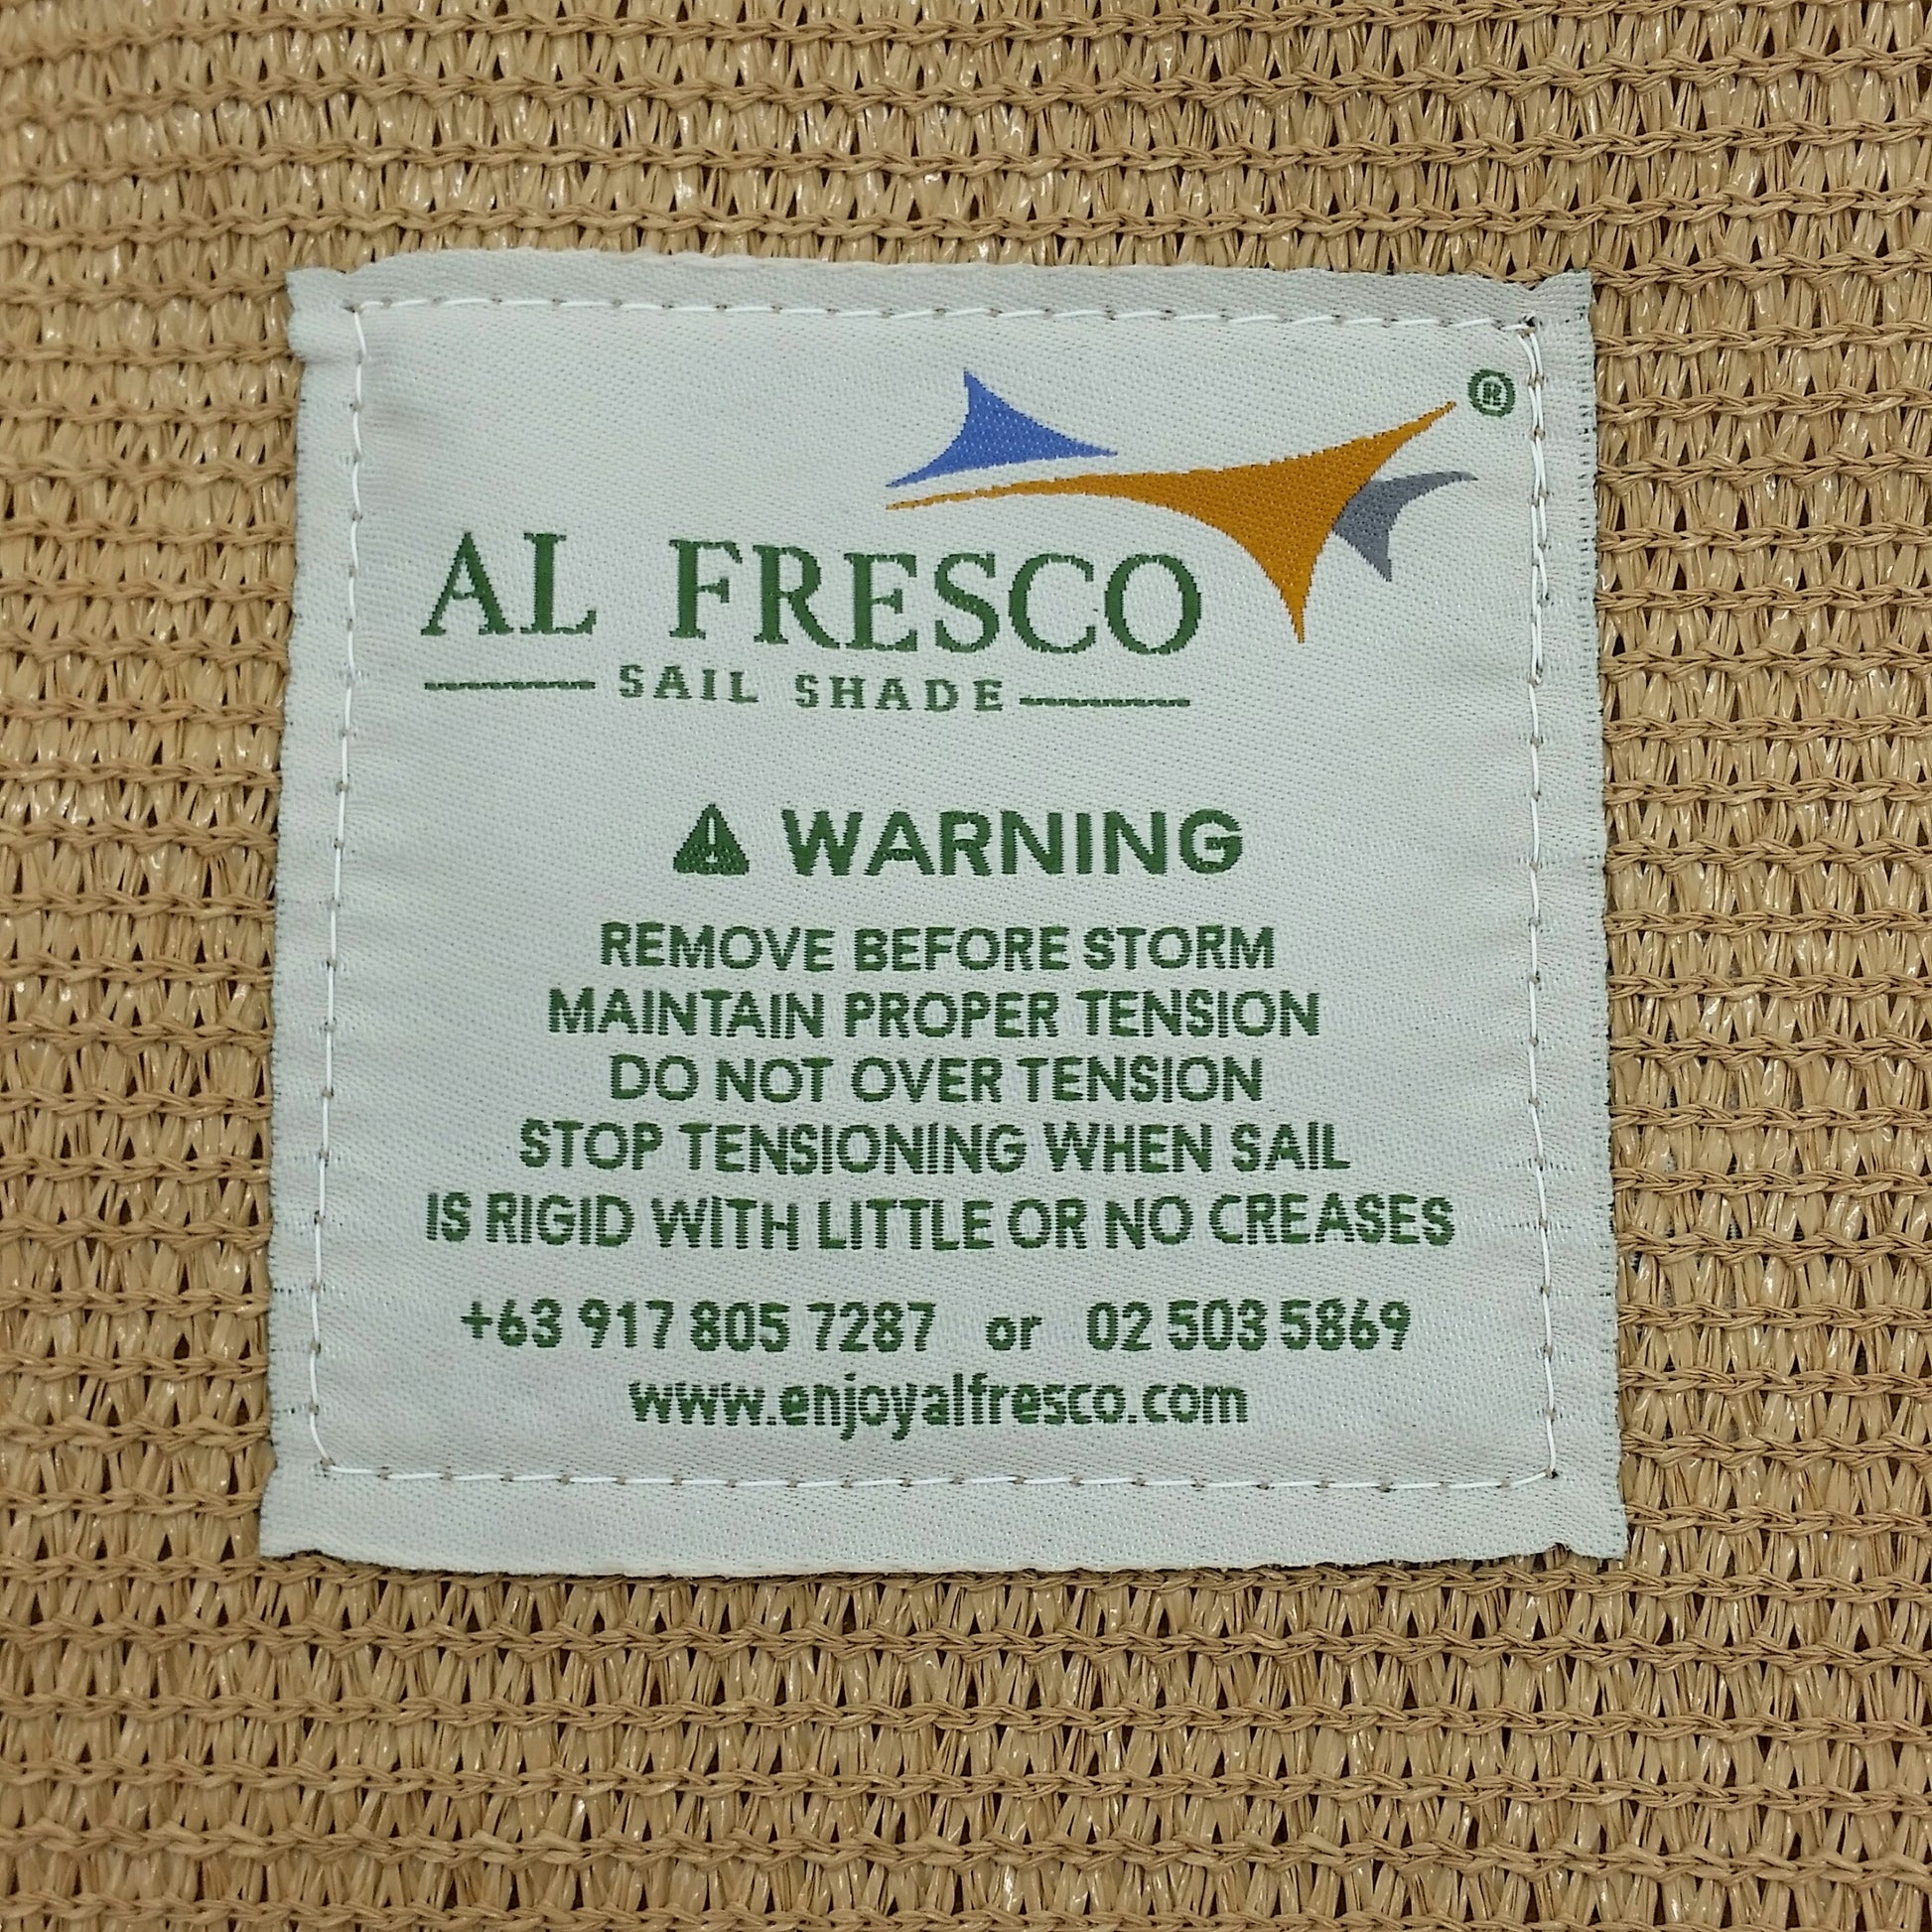 ®
AL FRESCO
SAIL SHADE
WARNING
REMOVE BEFORE STORM
MAINTAIN PROPER TENSION
DO NOT OVER TENSION
STOP TENSIONING WHEN SAIL
IS RIGID WITH LITTLE OR NO CREASES
+63 917 805 7287 or 02 503 5869
www.enjoyalfresco.com